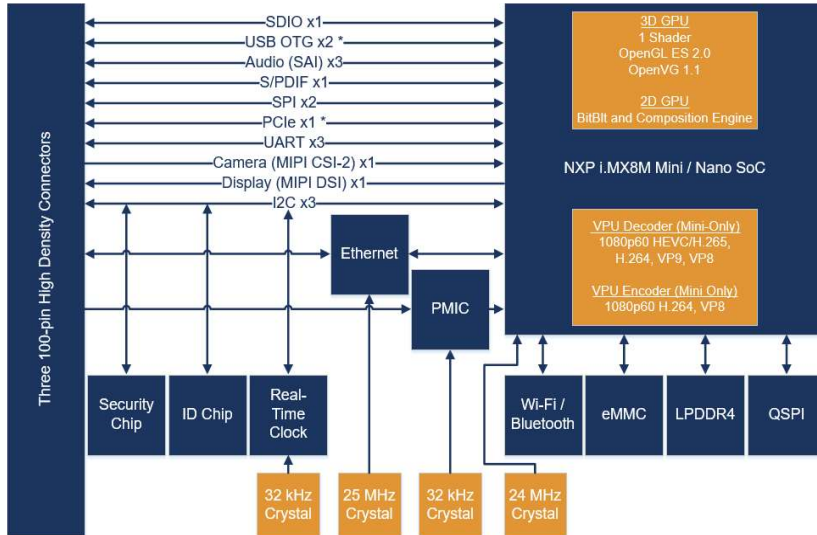 SDIO x1
USB OTG x2 *
Audio (SAI) x3
S/PDIF x1
SPI x2
PCIe x1 *
UART x3
Camera (MIPI CSI-2) x1
Display (MIPI DSI) x1
I2C x3
Three 100-pin High Density Connectors
3D GPU
1 Shader
OpenGL ES 2.0
OpenVG 1.1
2D GPU
BitBlt and Composition Engine
NXP i.MX8M Mini / Nano SoC
VPU Decoder (Mini-Only)
1080p60 HEVC/H.265,
H.264, VP9, VP8
VPU Encoder (Mini Only)
1080p60 H.264, VP8
Ethernet
PMIC
Security
Chip
ID Chip
Real-
Time
Clock
Wi-Fi /
Bluetooth
eMMC
LPDDR4
QSPI
32 kHz
Crystal
25 MHz
Crystal
32 kHz
Crystal
24 MHz
Crystal